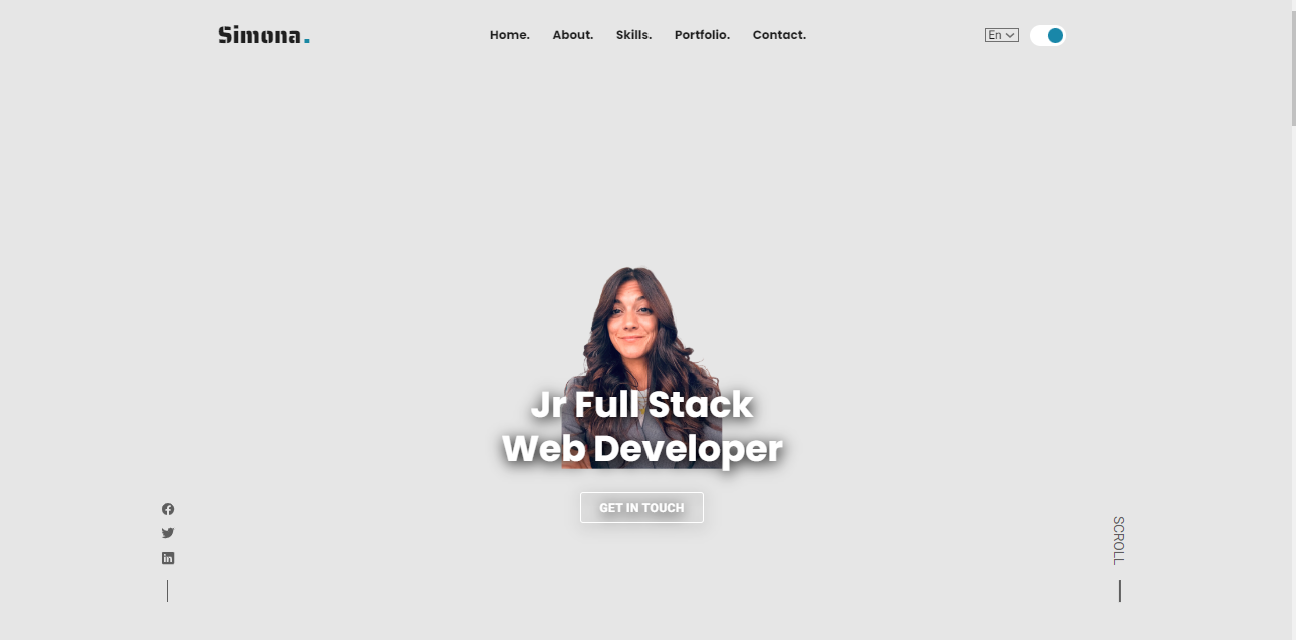 Simona.
Home. About. Skills. Portfolio. Contact.
En
Jr Full Stack
Web Developer
GET IN TOUCH
SCROLL